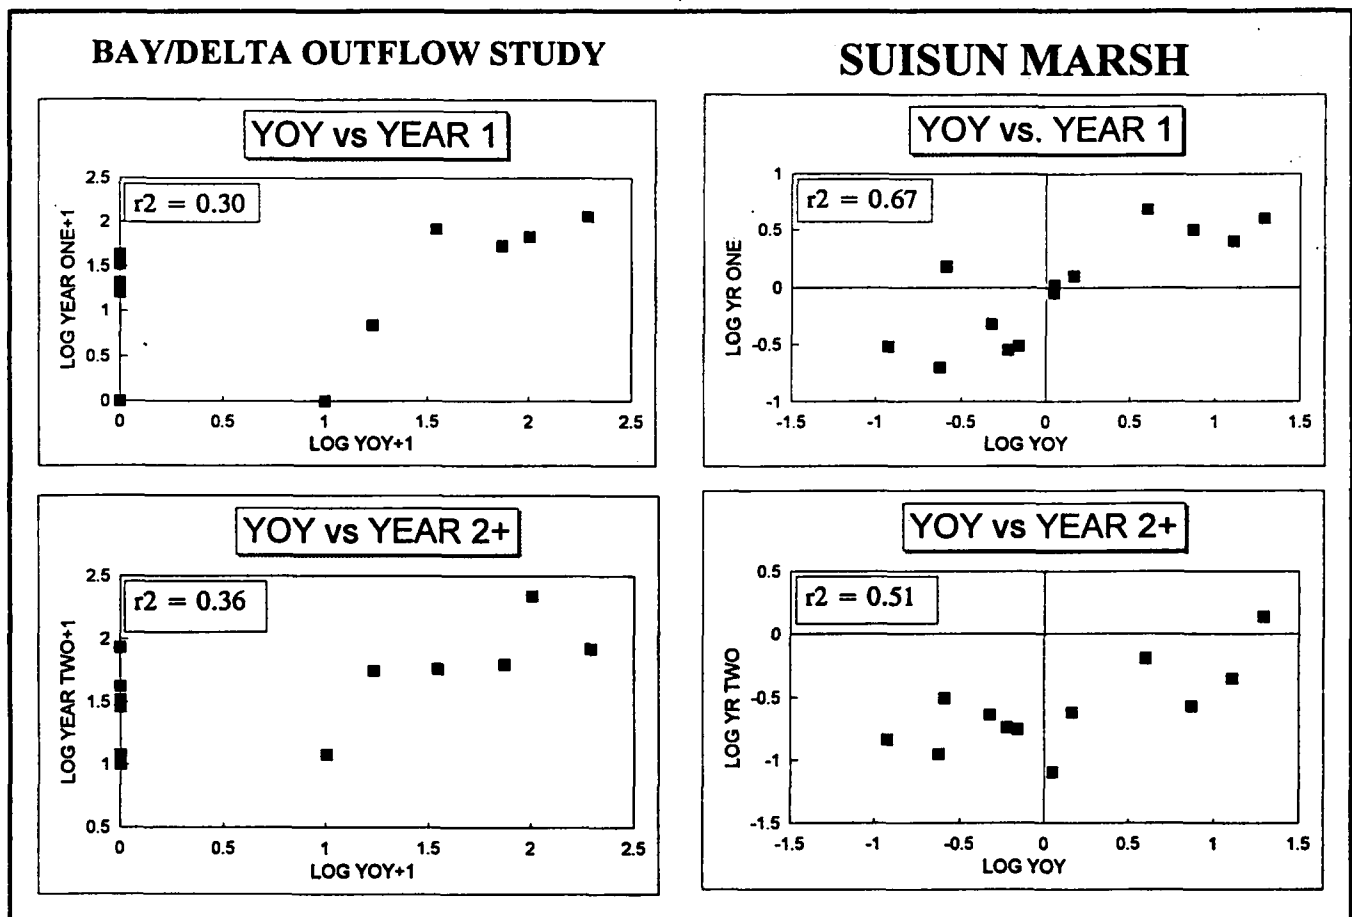 BAY/DELTA OUTFLOW STUDY
SUISUN MARSH
YOY vs YEAR 1
r2 = 0.30
LOG YEAR ONE+1
2.5
2
1.5
1
0.5
0
0 0.5 1 1.5 2 2.5
LOG YOY+1
YOY vs. YEAR 1
r2 = 0.67
LOG YR ONE
1
0.5
0
-0.5
-1
-1.5 -1 -0.5 0 0.5 1 1.5
LOG YOY
YOY vs YEAR 2+
r2 = 0.36
LOG YEAR TWO+1
2.5
2
1.5
1
0.5
0 0.5 1 1.5 2 2.5
LOG YOY+1
YOY vs YEAR 2+
r2 = 0.51
LOG YR TWO
0.5
0
-0.5
-1
-1.5
-1.5 -1 -0.5 0 0.5 1 1.5
LOG YOY